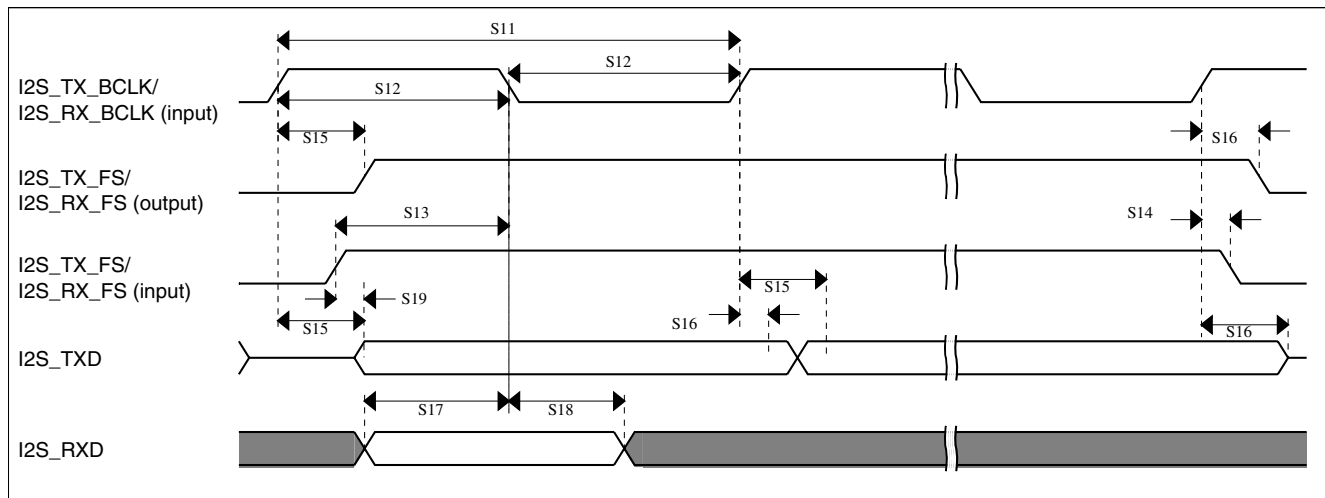 S11
I2S_TX_BCLK/
I2S_RX_BCLK (input)
S12
S12
S15
S16
I2S_TX_FS/
I2S_RX_FS (output)
S13
S14
I2S_TX_FS/
I2S_RX_FS (input)
S15
S19
S16
S15
S16
I2S_TXD
S17
S18
I2S_RXD